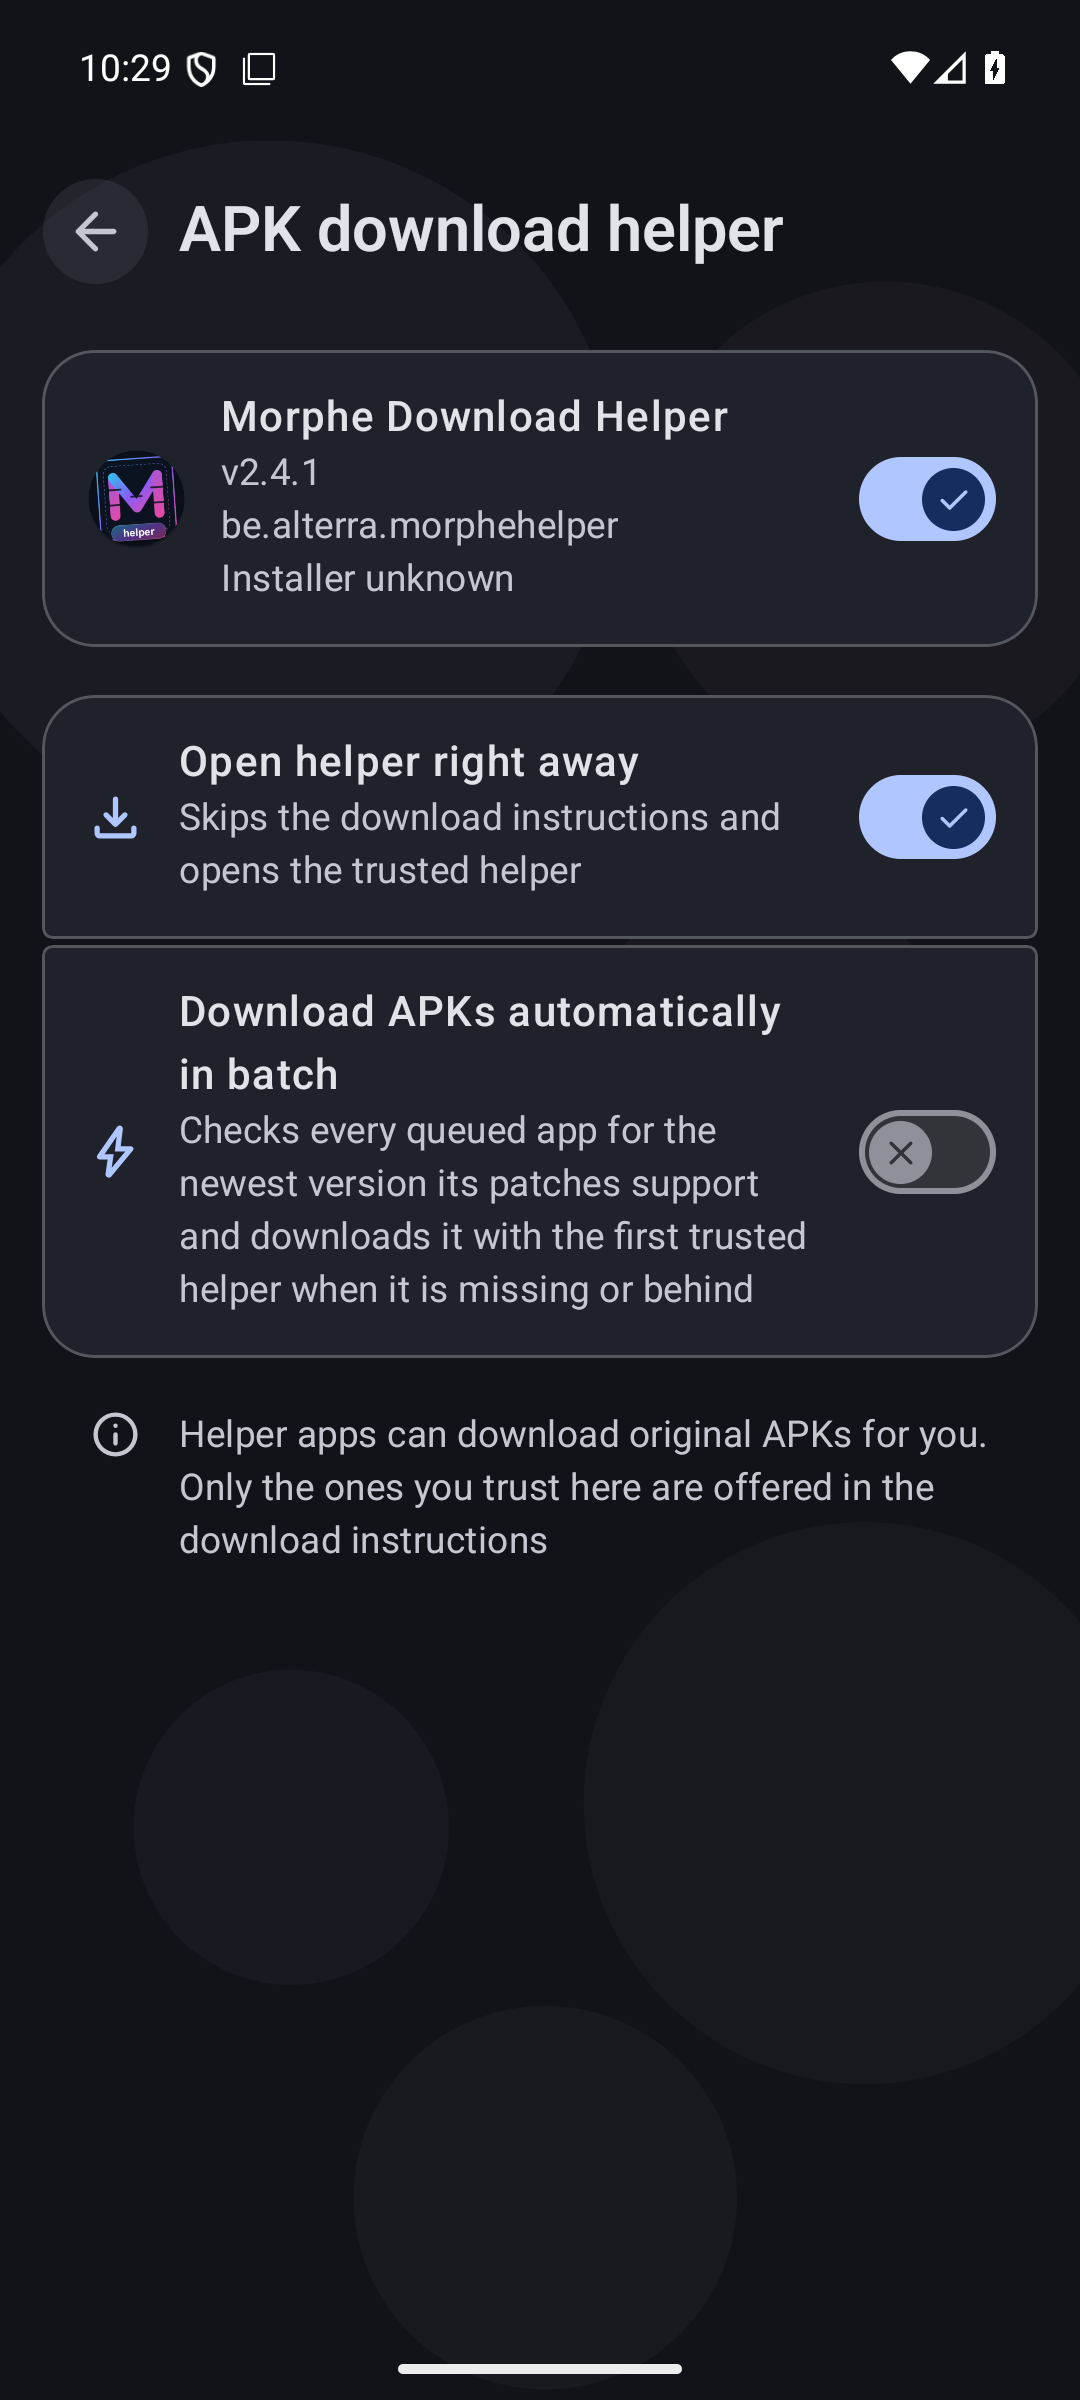 10:29
APK download helper
Morphe Download Helper
v2.4.1
be.alterra.morphehelper
Installer unknown
helper
Open helper right away
Skips the download instructions and
opens the trusted helper
Download APKs automatically
in batch
Checks every queued app for the
newest version its patches support
and downloads it with the first trusted
helper when it is missing or behind
Helper apps can download original APKs for you.
Only the ones you trust here are offered in the
download instructions